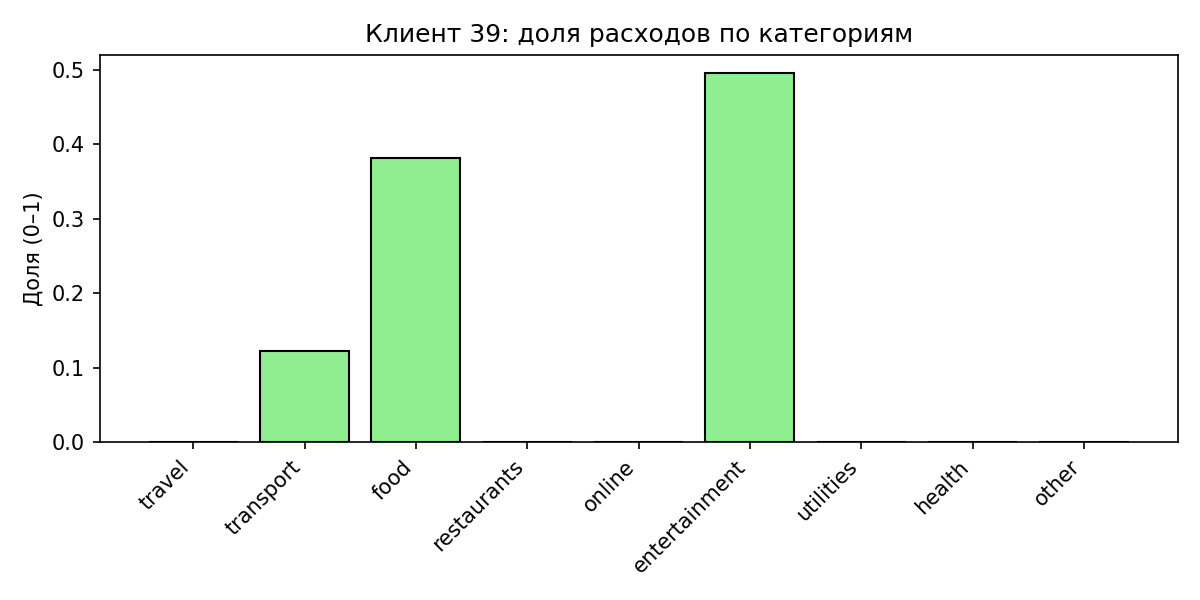 Клиент 39: доля расходов по категориям
Доля (0–1)
0.5
0.4
0.3
0.2
0.1
0.0
travel
transport
food
restaurants
online
entertainment
utilities
health
other